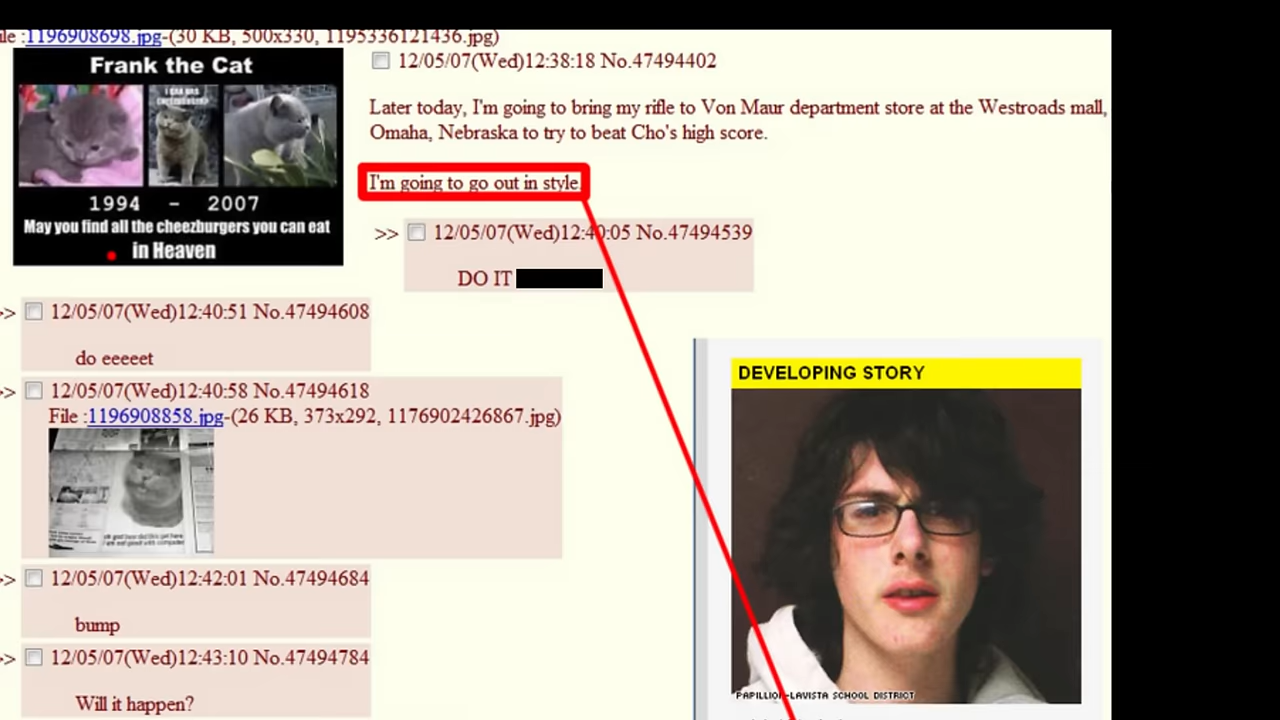 ile :1196908698.jpg-(30 KB, 500x330, 1195336121436.jpg)
Frank the Cat
I CAN HAS
CHEEZBURGER?
1994 - 2007
May you find all the cheezburgers you can eat
in Heaven
12/05/07(Wed)12:38:18 No.47494402
Later today, I'm going to bring my rifle to Von Maur department store at the Westroads mall,
Omaha, Nebraska to try to beat Cho's high score.
I'm going to go out in style.
>> 12/05/07(Wed)12:40:05 No.47494539
DO IT
>> 12/05/07(Wed)12:40:51 No.47494608
do eeeeet
>> 12/05/07(Wed)12:40:58 No.47494618
File :1196908858.jpg-(26 KB, 373x292, 1176902426867.jpg)
>> 12/05/07(Wed)12:42:01 No.47494684
bump
>> 12/05/07(Wed)12:43:10 No.47494784
Will it happen?
DEVELOPING STORY
PAPILLION-LAVISTA SCHOOL DISTRICT